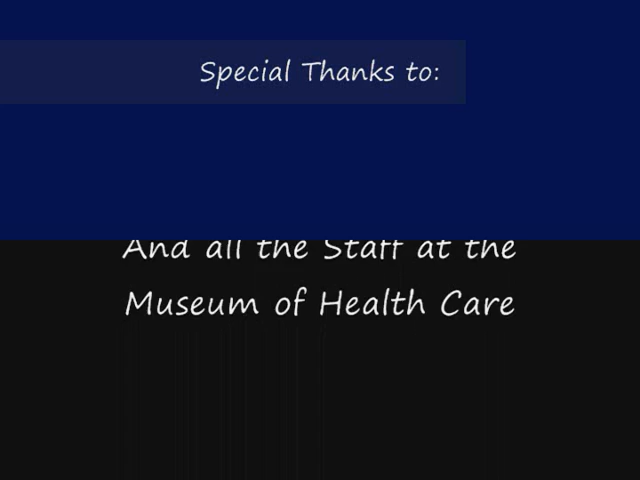 Special Thanks to:
And all the Staff at the
Museum of Health Care